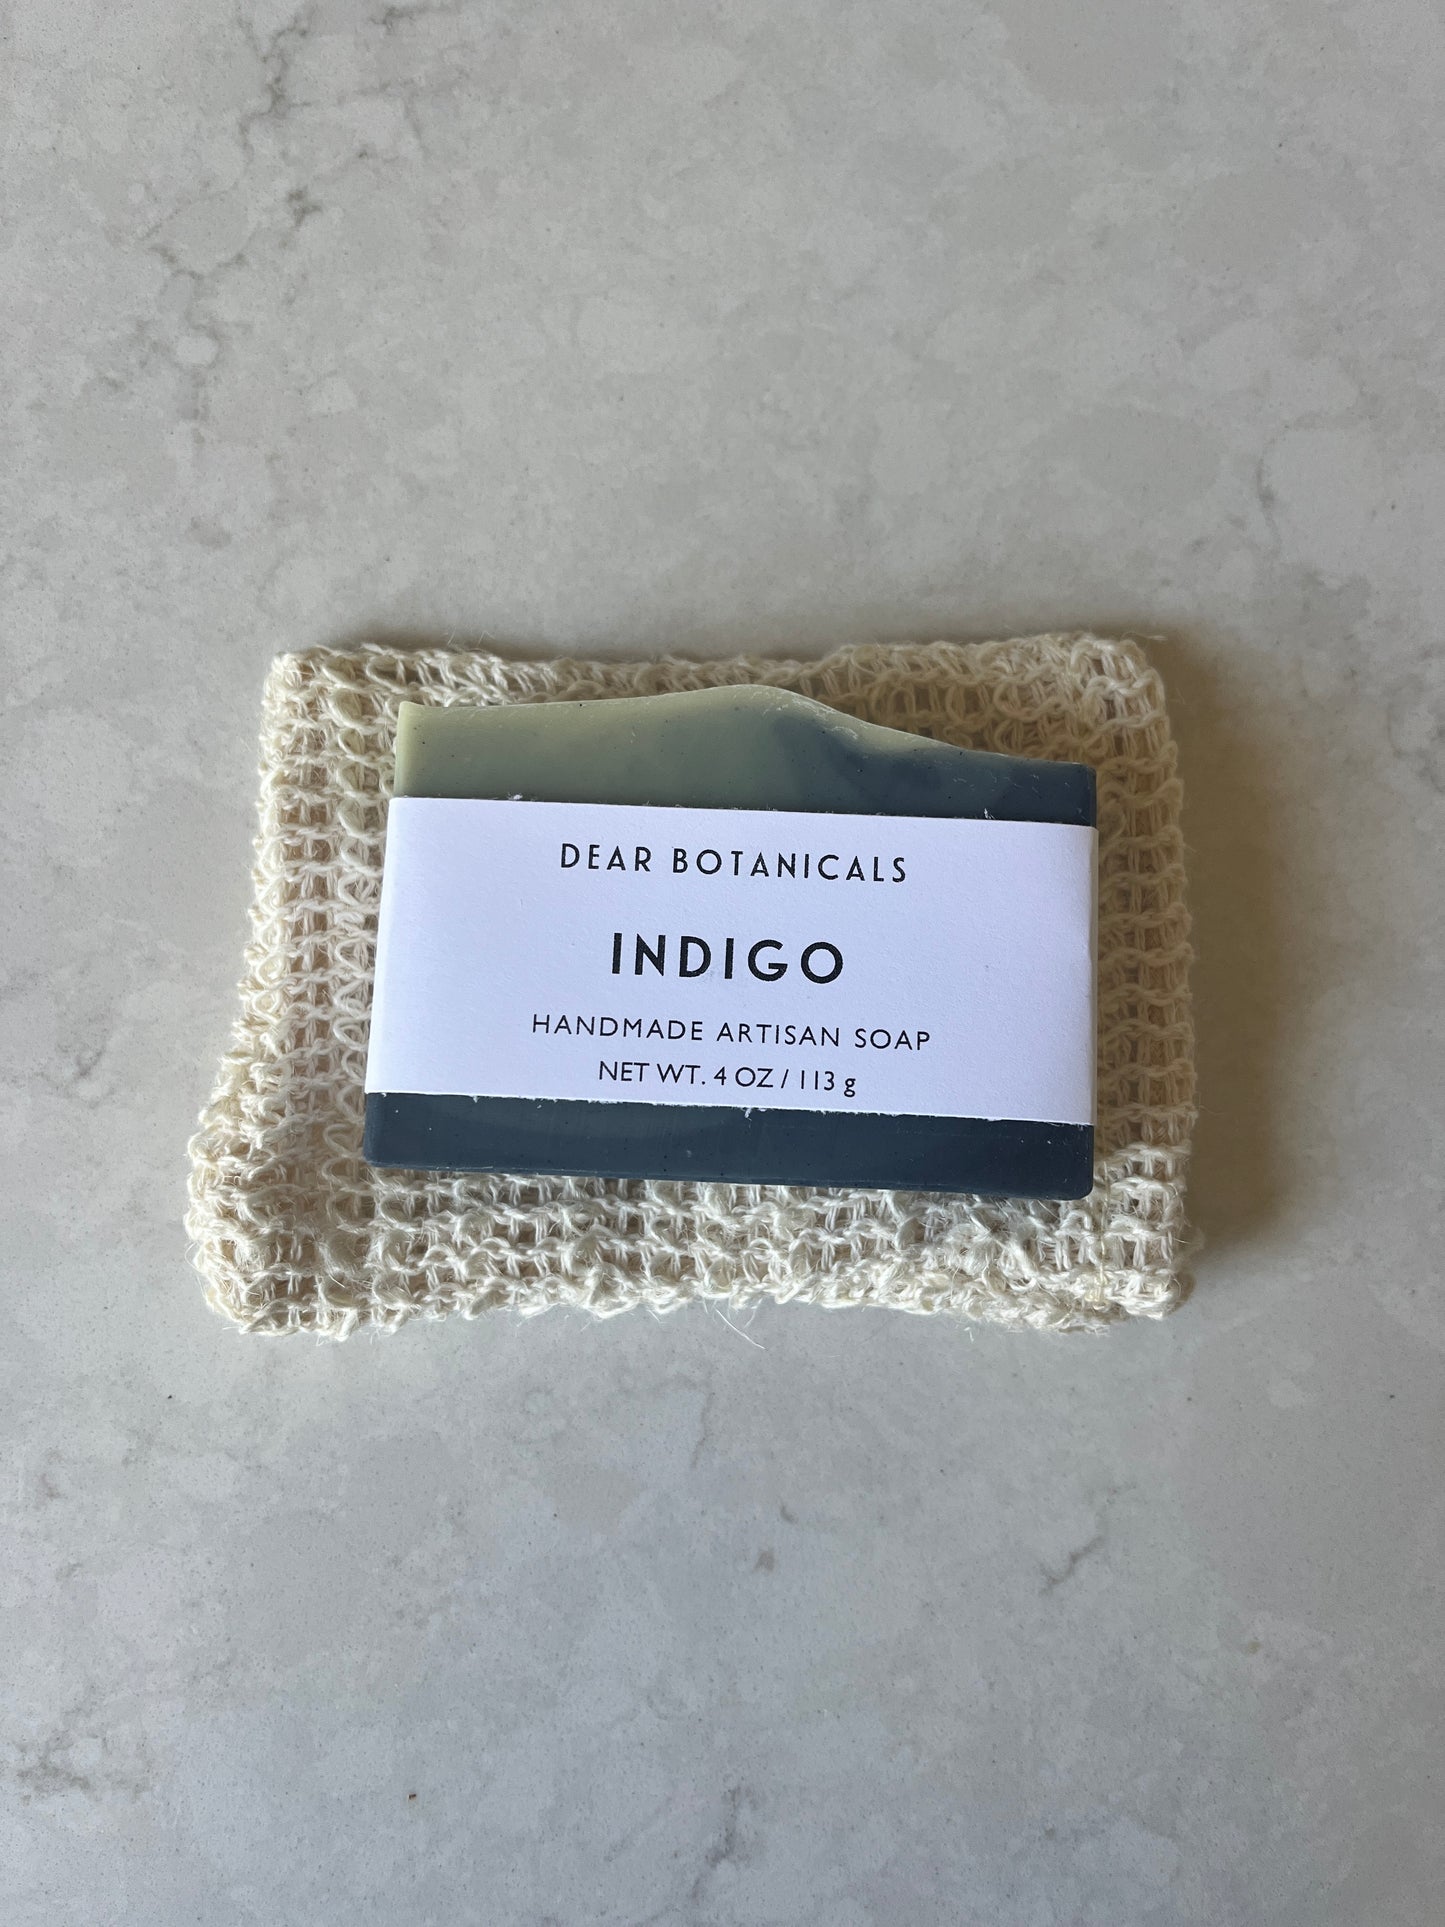 DEAR BOTANICALS
INDIGO
HANDMADE ARTISAN SOAP
NET WT. 4 OZ / 113 g